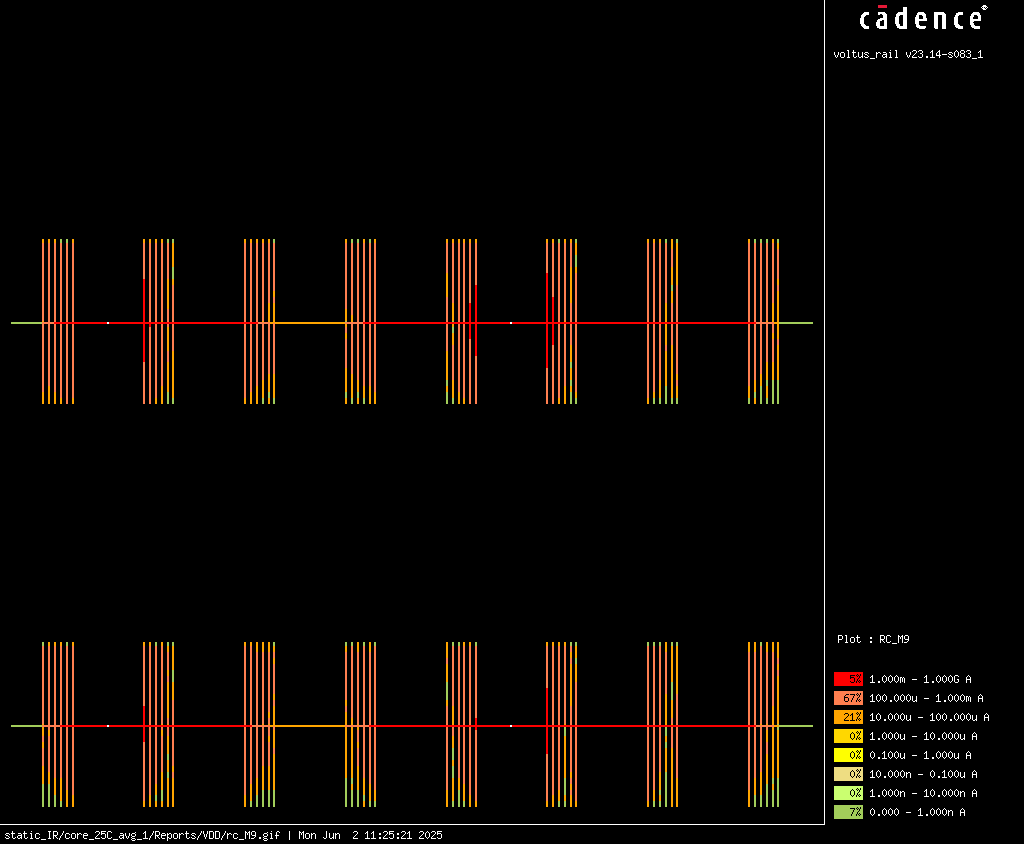 cādence®
voltus_rail v23.14-s083_1
Plot : RC_M9
5% 1.000m - 1.000G A
67% 100.000u - 1.000m A
21% 10.000u - 100.000u A
0% 1.000u - 10.000u A
0% 0.100u - 1.000u A
0% 10.000n - 0.100u A
0% 1.000n - 10.000n A
7% 0.000 - 1.000n A
static_IR/core_25C_avg_1/Reports/VDD/rc_M9.gif | Mon Jun  2 11:25:21 2025